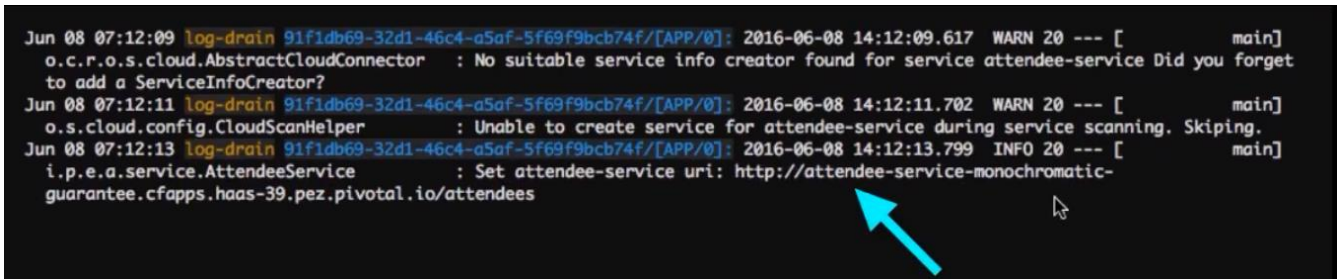 Jun 08 07:12:09 log-drain 91f1db69-32d1-46c4-a5af-5f69f9bcb74f/[APP/0]: 2016-06-08 14:12:09.617  WARN 20 --- [           main]
o.c.r.o.s.cloud.AbstractCloudConnector   : No suitable service info creator found for service attendee-service Did you forget
to add a ServiceInfoCreator?
Jun 08 07:12:11 log-drain 91f1db69-32d1-46c4-a5af-5f69f9bcb74f/[APP/0]: 2016-06-08 14:12:11.702  WARN 20 --- [           main]
o.s.cloud.config.CloudScanHelper         : Unable to create service for attendee-service during service scanning. Skiping.
Jun 08 07:12:13 log-drain 91f1db69-32d1-46c4-a5af-5f69f9bcb74f/[APP/0]: 2016-06-08 14:12:13.799  INFO 20 --- [           main]
i.p.e.a.service.AttendeeService          : Set attendee-service uri: http://attendee-service-monochromatic-
guarantee.cfapps.haas-39.pez.pivotal.io/attendees